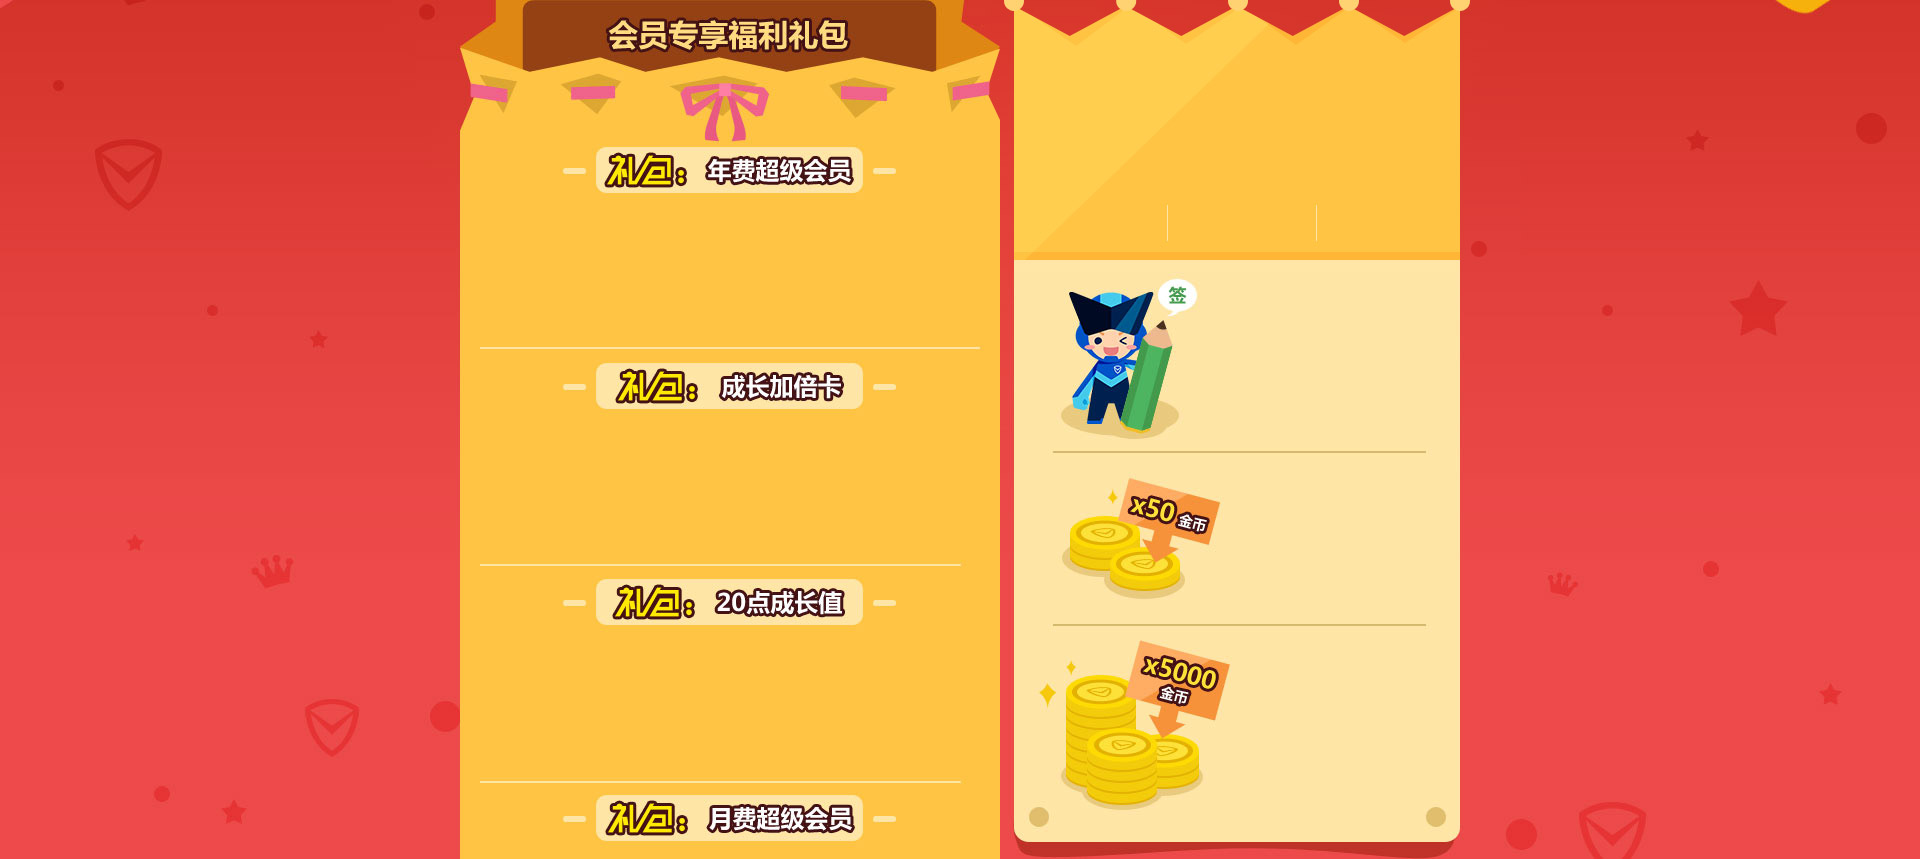 会员专享福利礼包
礼包： 年费超级会员
礼包： 成长加倍卡
礼包： 20点成长值
礼包： 月费超级会员
签
x50 金币
x5000
金币